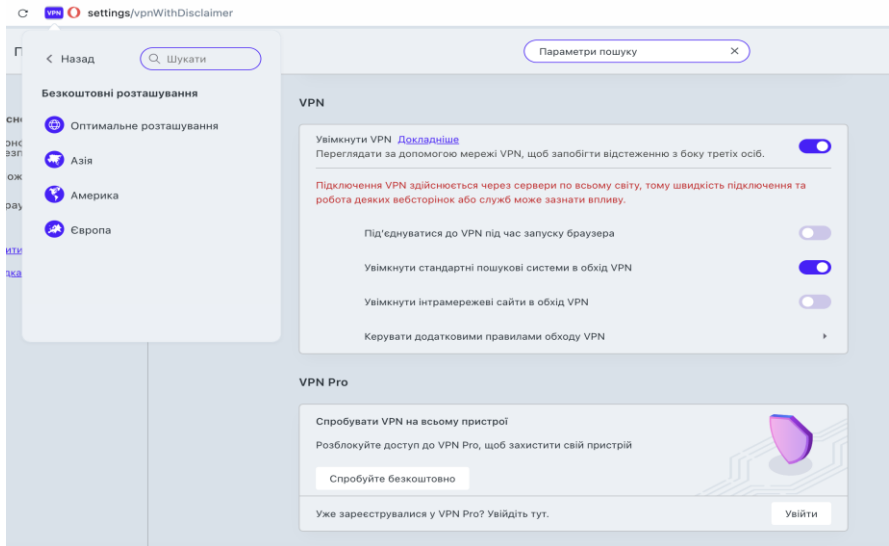 VPN settings/vpnWithDisclaimer
Назад
Шукати
Параметри пошуку
Безкоштовні розташування
Оптимальне розташування
Азія
Америка
Європа
VPN
Увімкнути VPN Докладніше
Переглядати за допомогою мережі VPN, щоб запобігти відстеженню з боку третіх осіб.
Підключення VPN здійснюється через сервери по всьому світу, тому швидкість підключення та
робота деяких вебсторінок або служб може зазнати впливу.
Під'єднуватися до VPN під час запуску браузера
Увімкнути стандартні пошукові системи в обхід VPN
Увімкнути інтрамережеві сайти в обхід VPN
Керувати додатковими правилами обходу VPN
VPN Pro
Спробувати VPN на всьому пристрої
Розблокуйте доступ до VPN Pro, щоб захистити свій пристрій
Спробуйте безкоштовно
Уже зареєструвалися у VPN Pro? Увійдіть тут.
Увійти